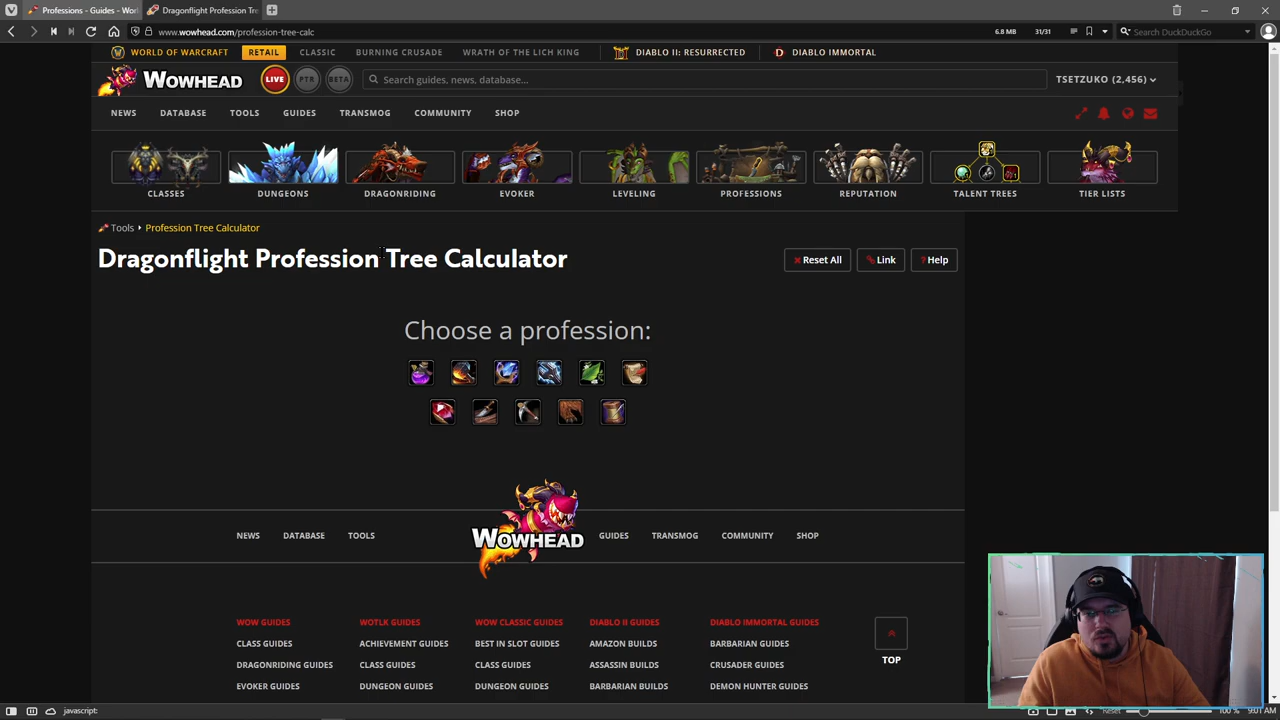 Professions - Guides - Wor
Dragonflight Profession Tre
www.wowhead.com/profession-tree-calc
6.8 MB
31/31
Search DuckDuckGo
WORLD OF WARCRAFT
RETAIL
CLASSIC
BURNING CRUSADE
WRATH OF THE LICH KING
DIABLO II: RESURRECTED
DIABLO IMMORTAL
WOWHEAD
LIVE
PTR
BETA
Search guides, news, database...
TSETZUKO (2,456)
NEWS
DATABASE
TOOLS
GUIDES
TRANSMOG
COMMUNITY
SHOP
CLASSES
DUNGEONS
DRAGONRIDING
EVOKER
LEVELING
PROFESSIONS
REPUTATION
TALENT TREES
TIER LISTS
Tools
Profession Tree Calculator
Dragonflight Profession Tree Calculator
Reset All
Link
Help
Choose a profession:
NEWS
DATABASE
TOOLS
WOWHEAD
GUIDES
TRANSMOG
COMMUNITY
SHOP
WOW GUIDES
WOTLK GUIDES
WOW CLASSIC GUIDES
DIABLO II GUIDES
DIABLO IMMORTAL GUIDES
CLASS GUIDES
ACHIEVEMENT GUIDES
BEST IN SLOT GUIDES
AMAZON BUILDS
BARBARIAN GUIDES
DRAGONRIDING GUIDES
CLASS GUIDES
CLASS GUIDES
ASSASSIN BUILDS
CRUSADER GUIDES
EVOKER GUIDES
DUNGEON GUIDES
DUNGEON GUIDES
BARBARIAN BUILDS
DEMON HUNTER GUIDES
TOP
javascript:
Reset
100 %
9:01 AM